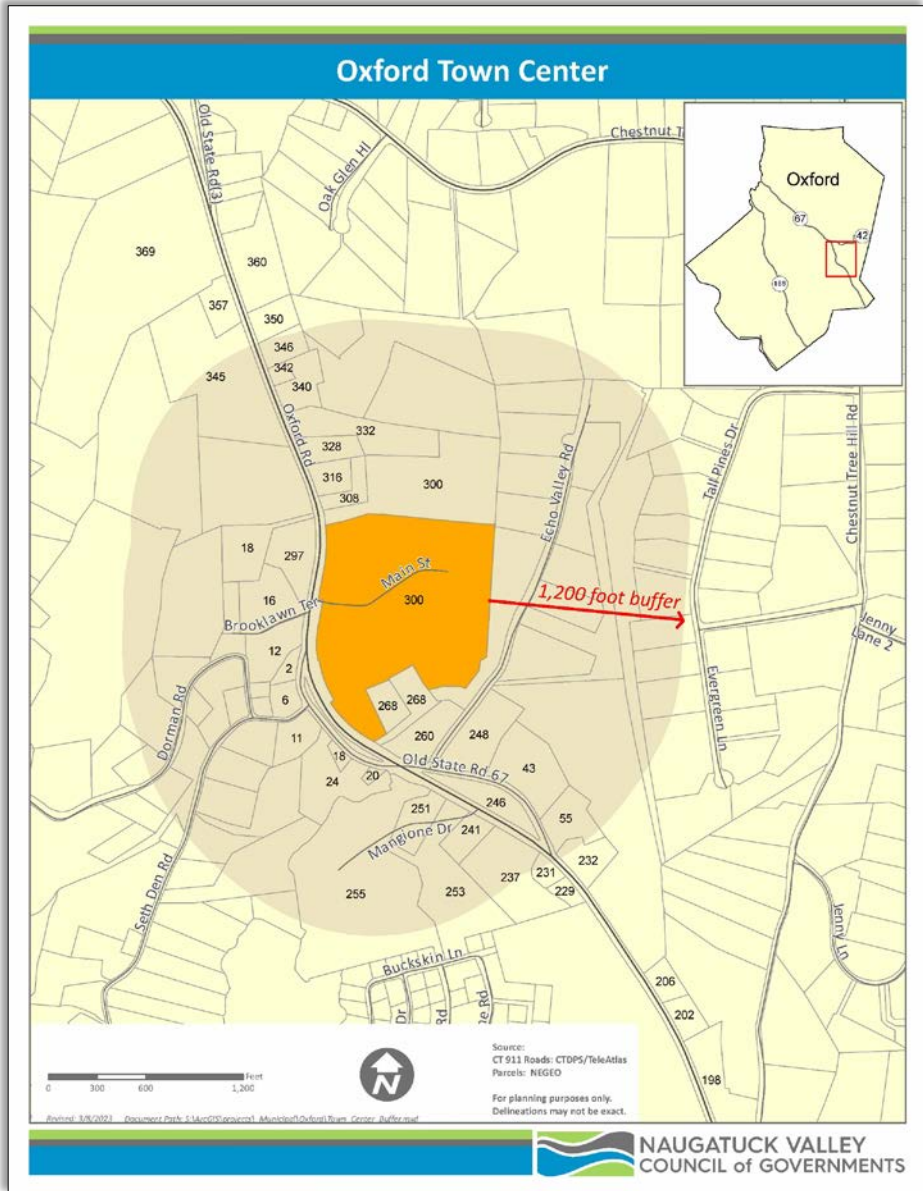 Oxford Town Center
Old State Rd(3)
Oak Glen Hl
Oxford
67
42
369
360
357
350
346
345
342
340
Oxford Rd
332
328
316
300
308
Echo Valley Rd
Tall Pines Dr
Chestnut Tree Hill Rd
18
297
Main St
300
16
Brooklawn Ter
1,200 foot buffer
Jenny
Lane 2
12
2
6
Dorman Rd
268
268
Evergreen Ln
11
260
248
18
Old State Rd 67
43
24
20
246
251
55
241
Mangione Dr
232
237
231
229
255
253
Seth Den Rd
Jenny Ln
Buckskin Ln
Dr
Rd
ne Rd
206
202
198
Feet
0 300 600 1,200
N
Source:
CT 911 Roads: CTDPS/TeleAtlas
Parcels: NEGEO
For planning purposes only.
Delineations may not be exact.
NAUGATUCK VALLEY
COUNCIL of GOVERNMENTS